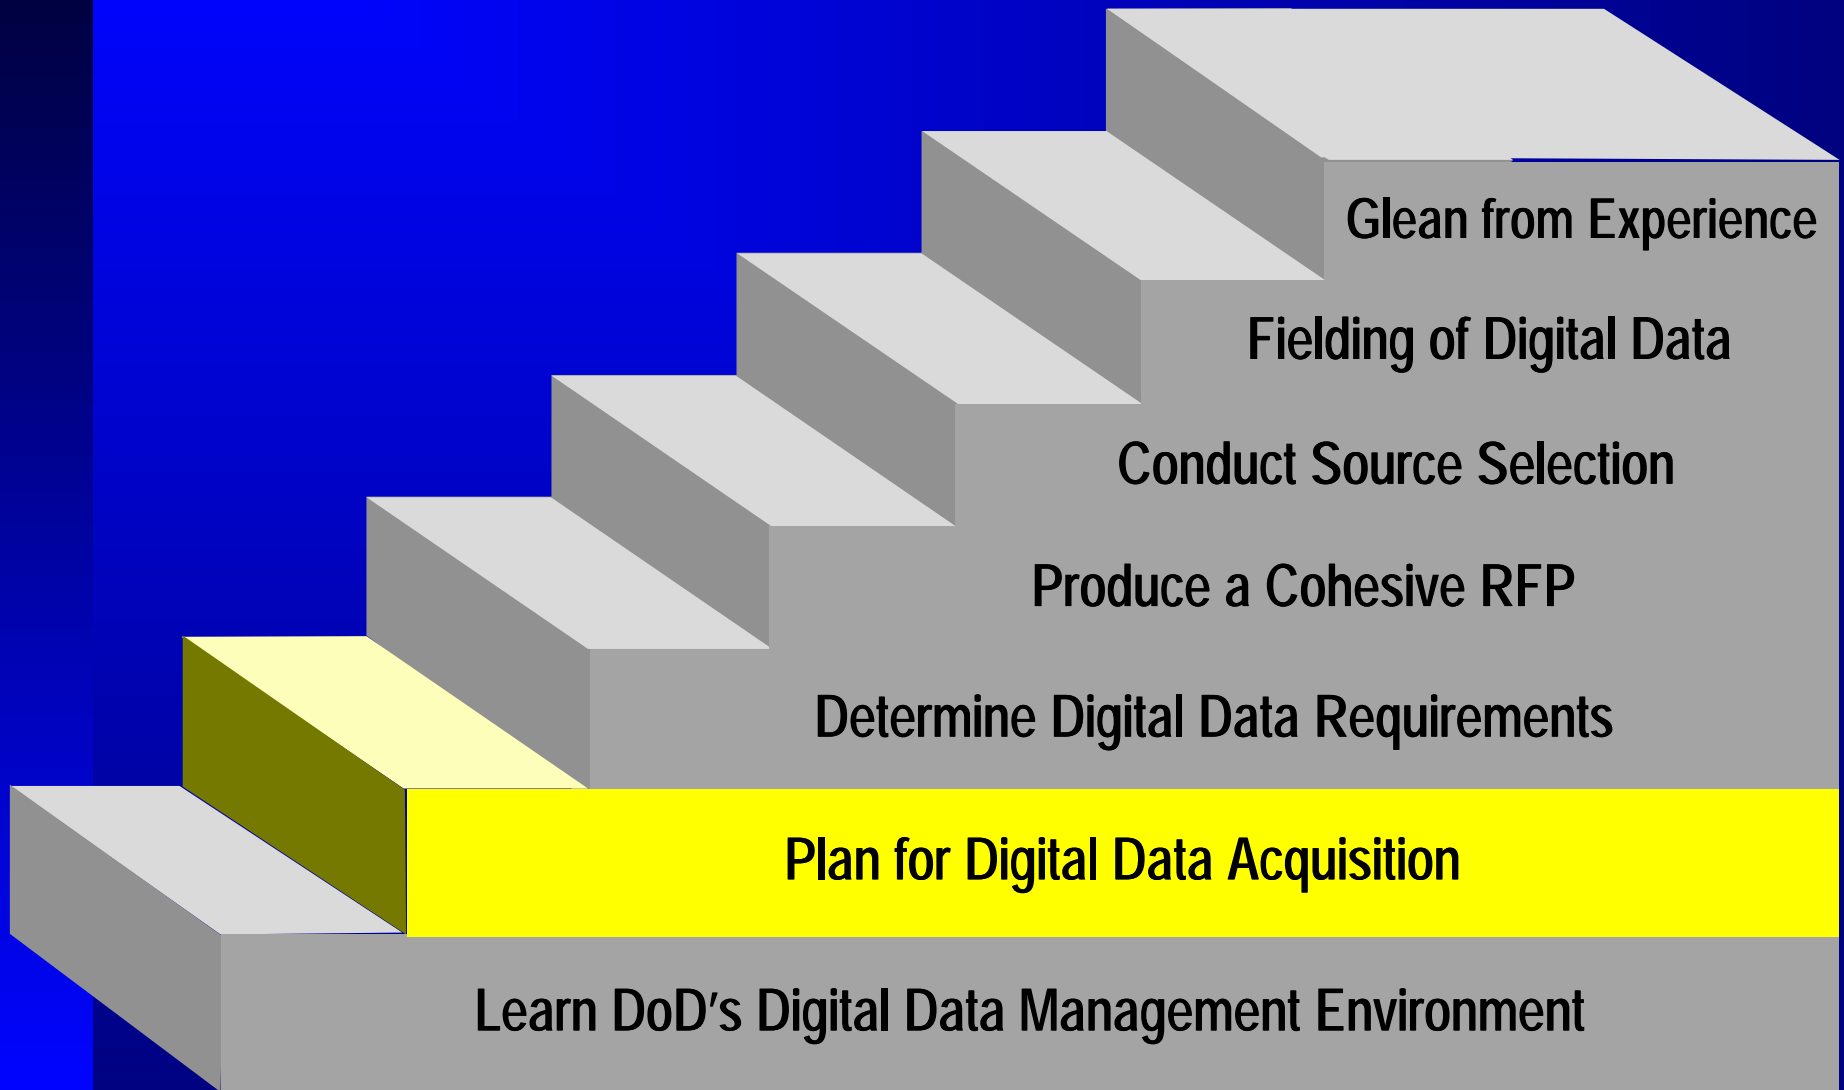 Glean from Experience
Fielding of Digital Data
Conduct Source Selection
Produce a Cohesive RFP
Determine Digital Data Requirements
Plan for Digital Data Acquisition
Learn DoD's Digital Data Management Environment